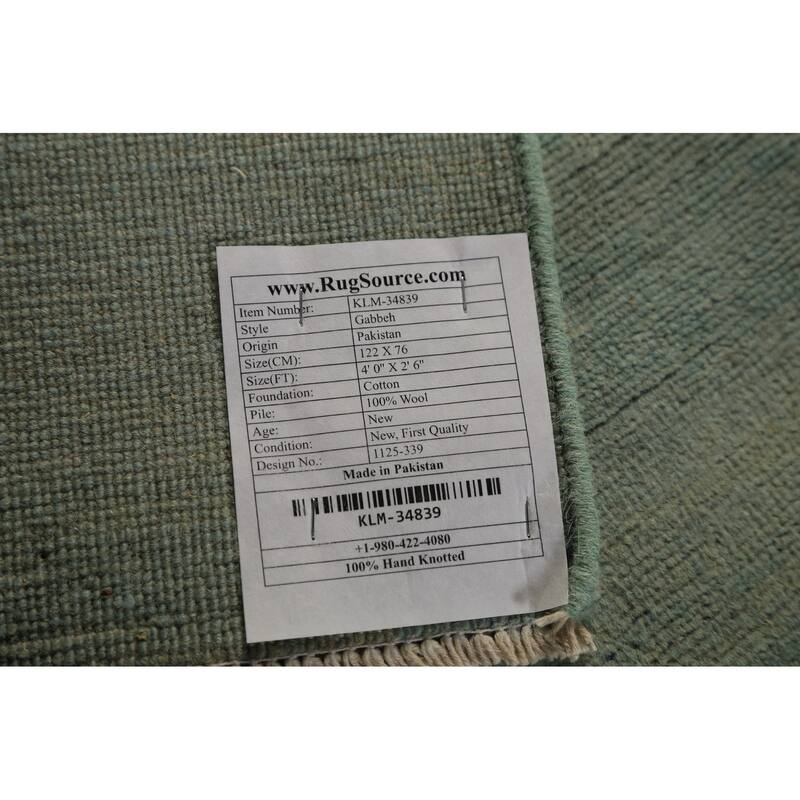 www.RugSource.com
Item Number: KLM-34839
Style Gabbeh
Origin Pakistan
Size(CM): 122 X 76
Size(FT): 4' 0" X 2' 6"
Foundation: Cotton
Pile: 100% Wool
Age: New
Condition: New, First Quality
Design No.: 1125-339
Made in Pakistan
KLM-34839
+1-980-422-4080
100% Hand Knotted